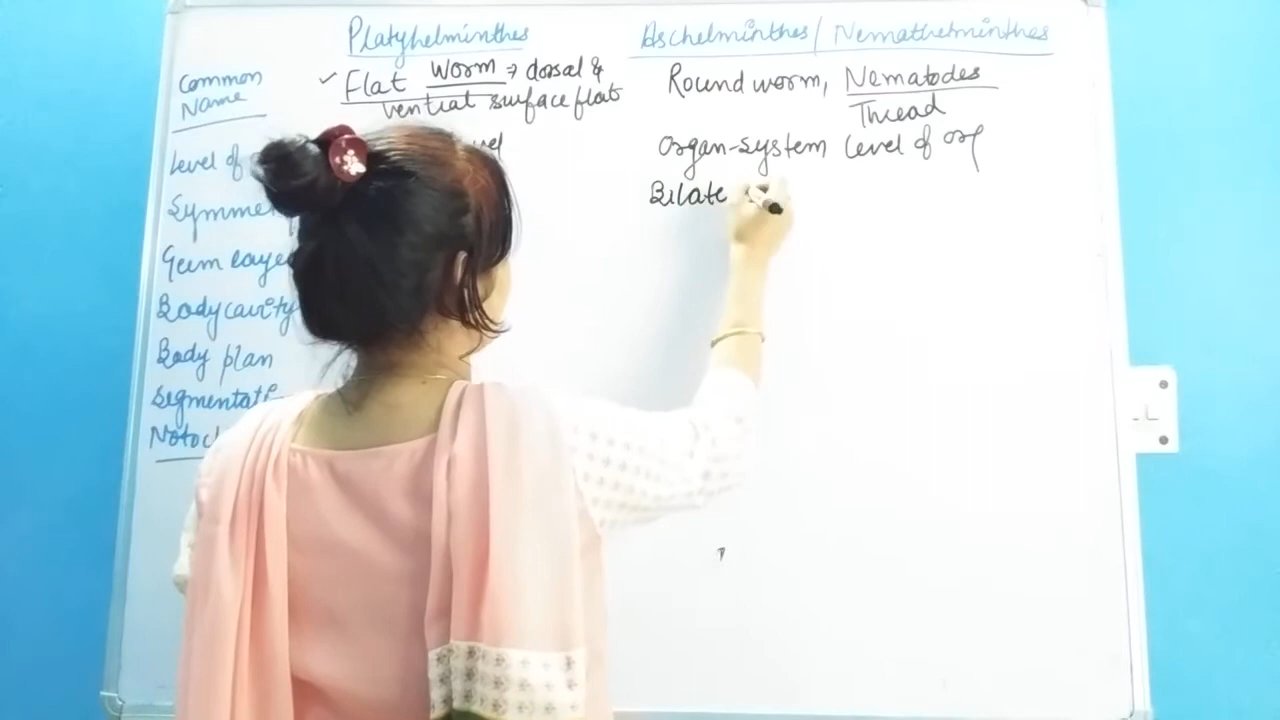 Platyhelminthes
Aschelminthes / Nemathelminthes
Common Name
✓ Flat Worm → dorsal &
ventral surface flat
Round worm, Nematodes
Thread
Level of
Organ-system level of org
Symmet
Bilate
Germ laye
Body cavity
Body plan
Segmentati
Notoc